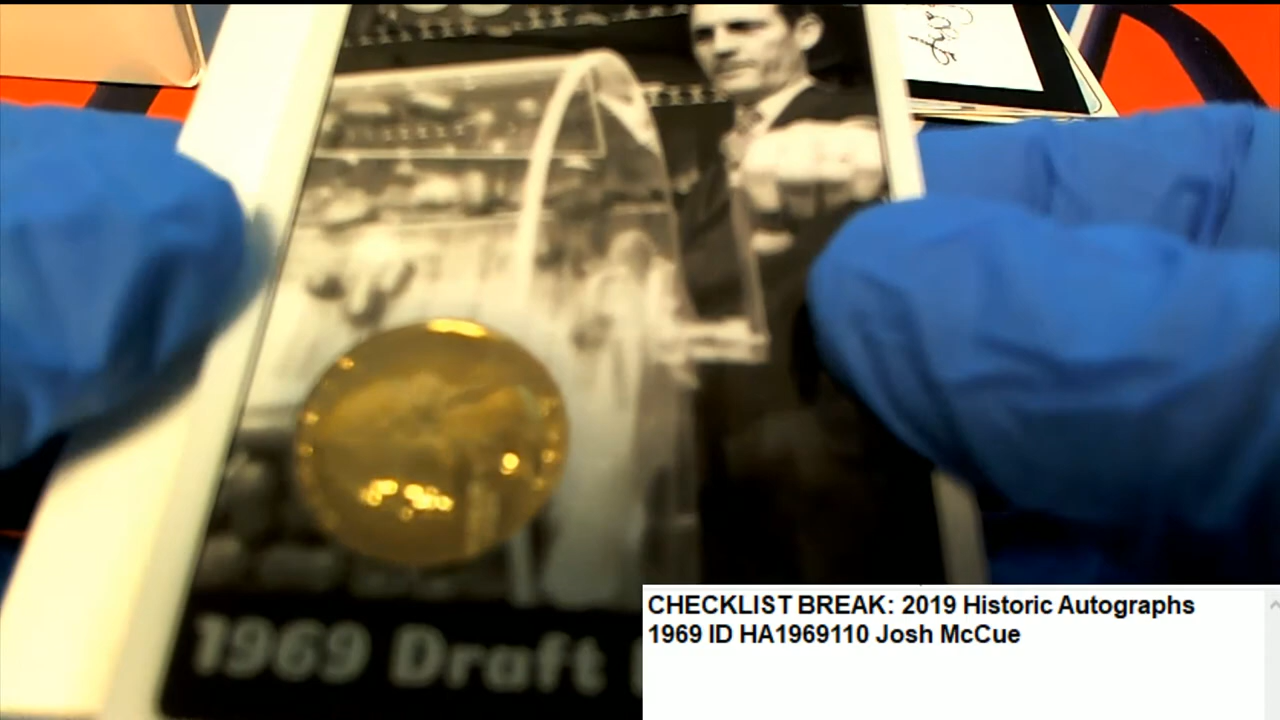 1969 Draft
CHECKLIST BREAK: 2019 Historic Autographs
1969 ID HA1969110 Josh McCue